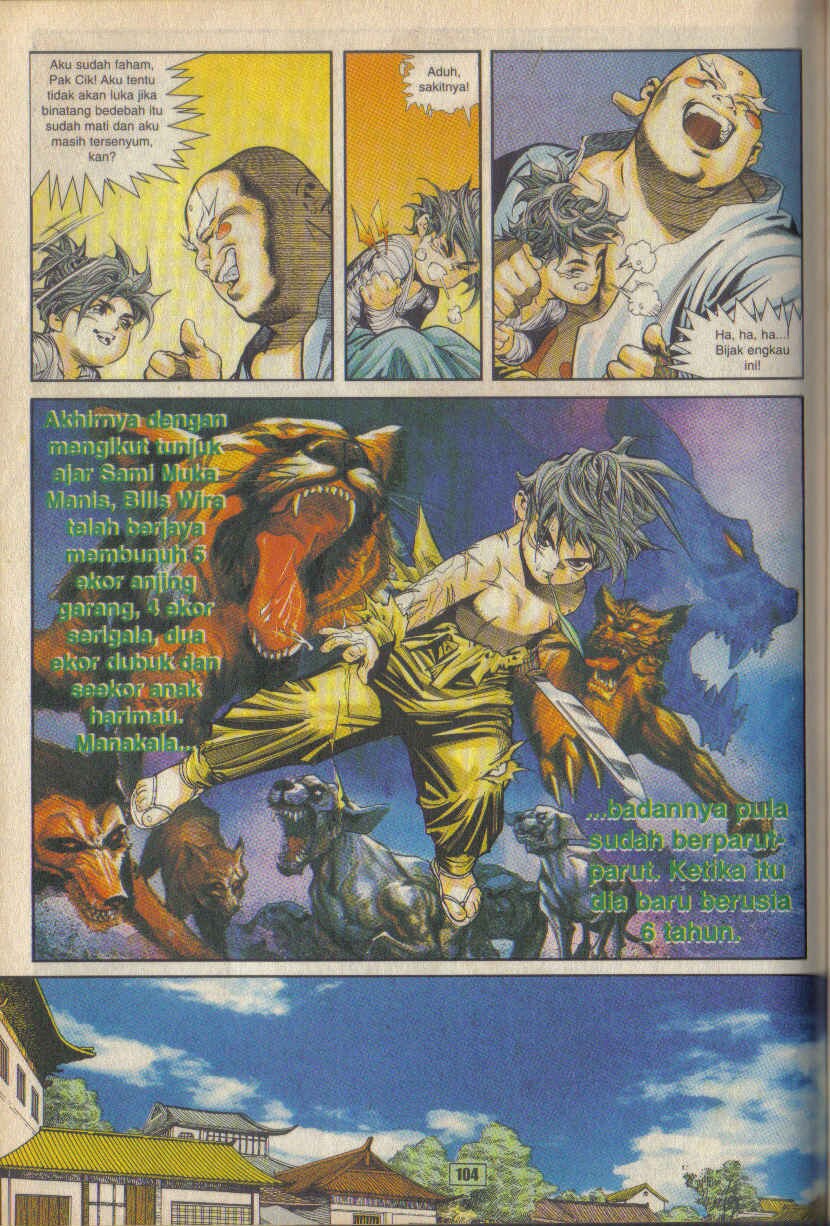 Aku sudah faham,
Pak Cik! Aku tentu
tidak akan luka jika
binatang bedebah itu
sudah mati dan aku
masih tersenyum,
kan?
Aduh,
sakitnya!
Ha, ha, ha...!
Bijak engkau
ini!
Akhirnya dengan
mengikut tunjuk
ajar Sami Muka
Manis, Bilis Wira
telah berjaya
membunuh 5
ekor anjing
garang, 4 ekor
serigala, dua
ekor dubuk dan
seekor anak
harimau.
Manakala...
...badannya pula
sudah berparut-
parut. Ketika itu
dia baru berusia
6 tahun.
104